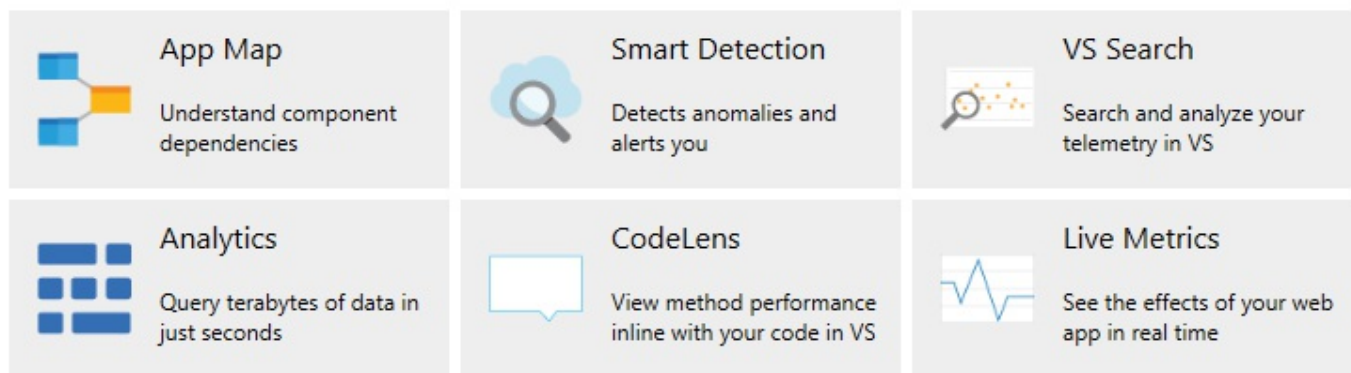 App Map
Understand component
dependencies
Smart Detection
Detects anomalies and
alerts you
VS Search
Search and analyze your
telemetry in VS
Analytics
Query terabytes of data in
just seconds
CodeLens
View method performance
inline with your code in VS
Live Metrics
See the effects of your web
app in real time